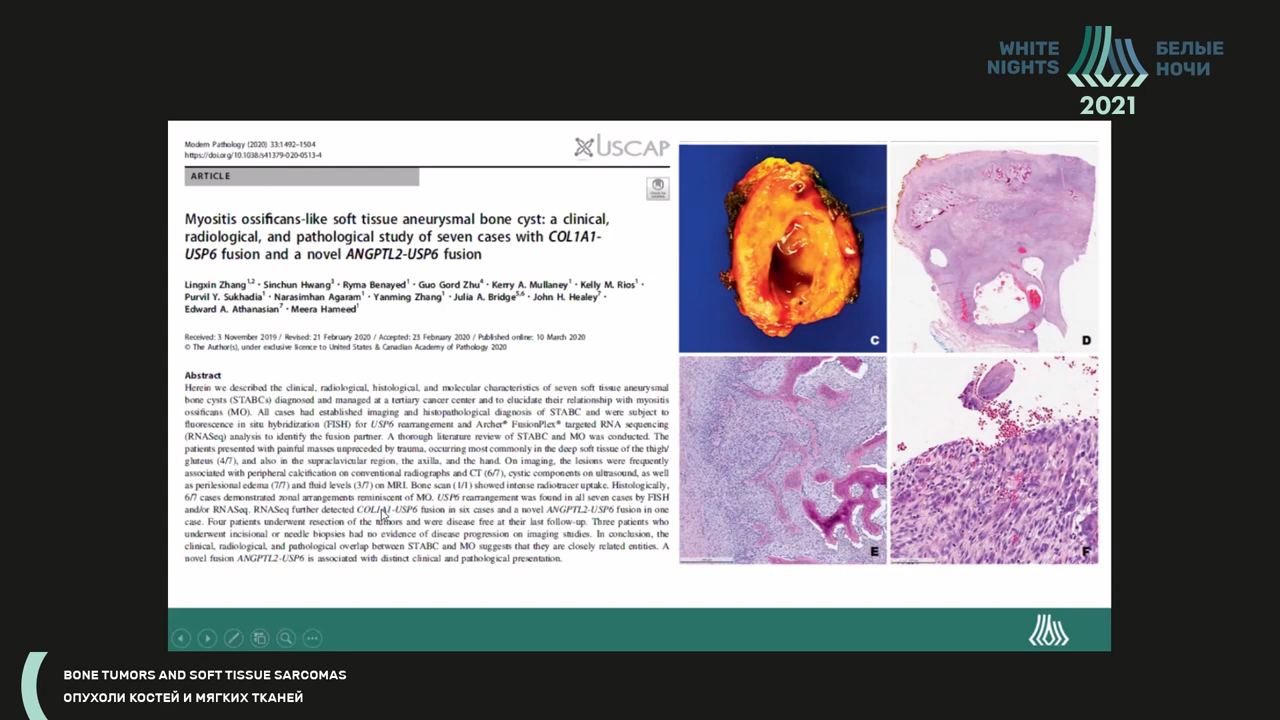 WHITE NIGHTS
БЕЛЫЕ НОЧИ
2021
Modern Pathology (2020) 33:1492–1504
https://doi.org/10.1038/s41379-020-0513-4
USCAP
ARTICLE
Myositis ossificans-like soft tissue aneurysmal bone cyst: a clinical,
radiological, and pathological study of seven cases with COL1A1-
USP6 fusion and a novel ANGPTL2-USP6 fusion
Lingxin Zhang1,2 · Sinchun Hwang3 · Ryma Benayed1 · Guo Gord Zhu4 · Kerry A. Mullaney1 · Kelly M. Rios1 ·
Purvil Y. Sukhadia1 · Narasimhan Agaram1 · Yanming Zhang1 · Julia A. Bridge5,6 · John H. Healey7 ·
Edward A. Athanasian7 · Meera Hameed1
Received: 3 November 2019 / Revised: 21 February 2020 / Accepted: 23 February 2020 / Published online: 10 March 2020
© The Author(s), under exclusive licence to United States & Canadian Academy of Pathology 2020
Abstract
Herein we described the clinical, radiological, histological, and molecular characteristics of seven soft tissue aneurysmal
bone cysts (STABCs) diagnosed and managed at a tertiary cancer center and to elucidate their relationship with myositis
ossificans (MO). All cases had established imaging and histopathological diagnosis of STABC and were subject to
fluorescence in situ hybridization (FISH) for USP6 rearrangement and Archer® FusionPlex® targeted RNA sequencing
(RNASeq) analysis to identify the fusion partner. A thorough literature review of STABC and MO was conducted. The
patients presented with painful masses unpreceded by trauma, occurring most commonly in the deep soft tissue of the thigh/
gluteus (4/7), and also in the supraclavicular region, the axilla, and the hand. On imaging, the lesions were frequently
associated with peripheral calcification on conventional radiographs and CT (6/7), cystic components on ultrasound, as well
as perilesional edema (7/7) and fluid levels (3/7) on MRI. Bone scan (1/1) showed intense radiotracer uptake. Histologically,
6/7 cases demonstrated zonal arrangements reminiscent of MO. USP6 rearrangement was found in all seven cases by FISH
and/or RNASeq. RNASeq further detected COL1A1-USP6 fusion in six cases and a novel ANGPTL2-USP6 fusion in one
case. Four patients underwent resection of the tumors and were disease free at their last follow-up. Three patients who
underwent incisional or needle biopsies had no evidence of disease progression on imaging studies. In conclusion, the
clinical, radiological, and pathological overlap between STABC and MO suggests that they are closely related entities. A
novel fusion ANGPTL2-USP6 is associated with distinct clinical and pathological presentation.
C
D
E
F
BONE TUMORS AND SOFT TISSUE SARCOMAS
ОПУХОЛИ КОСТЕЙ И МЯГКИХ ТКАНЕЙ